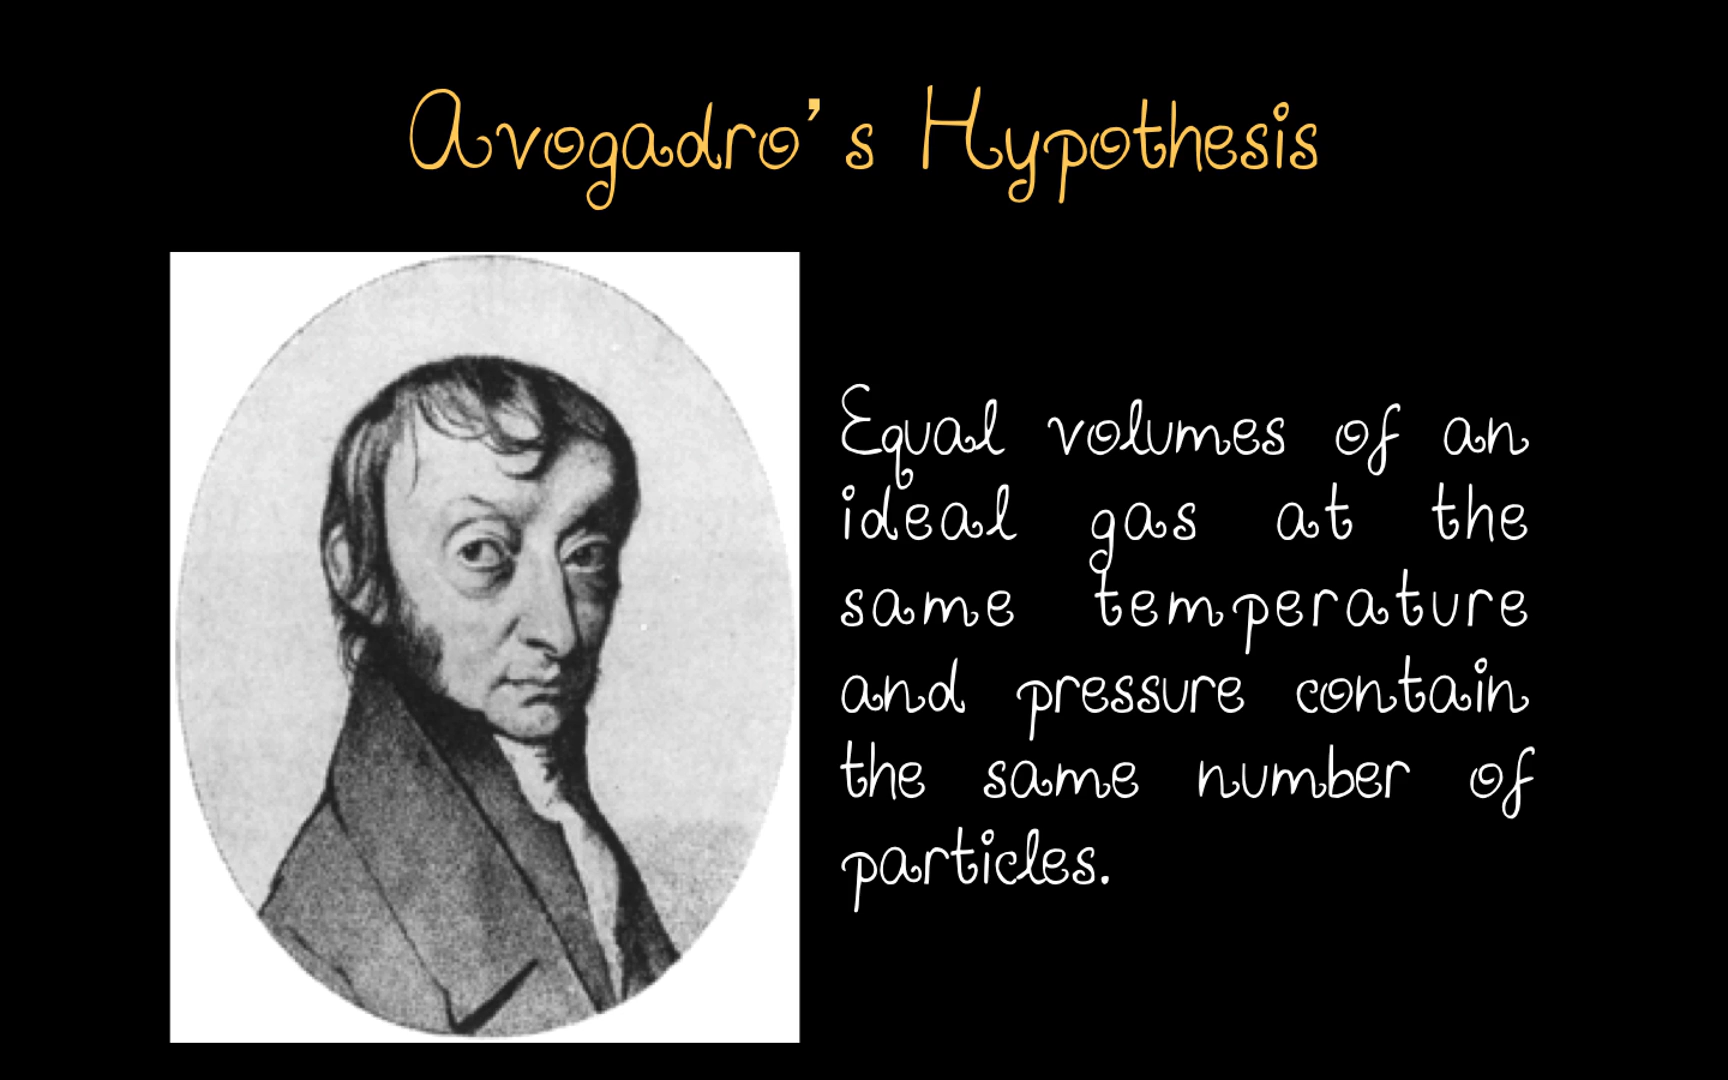 Avogadro's Hypothesis
Equal volumes of an
ideal gas at the
same temperature
and pressure contain
the same number of
particles.